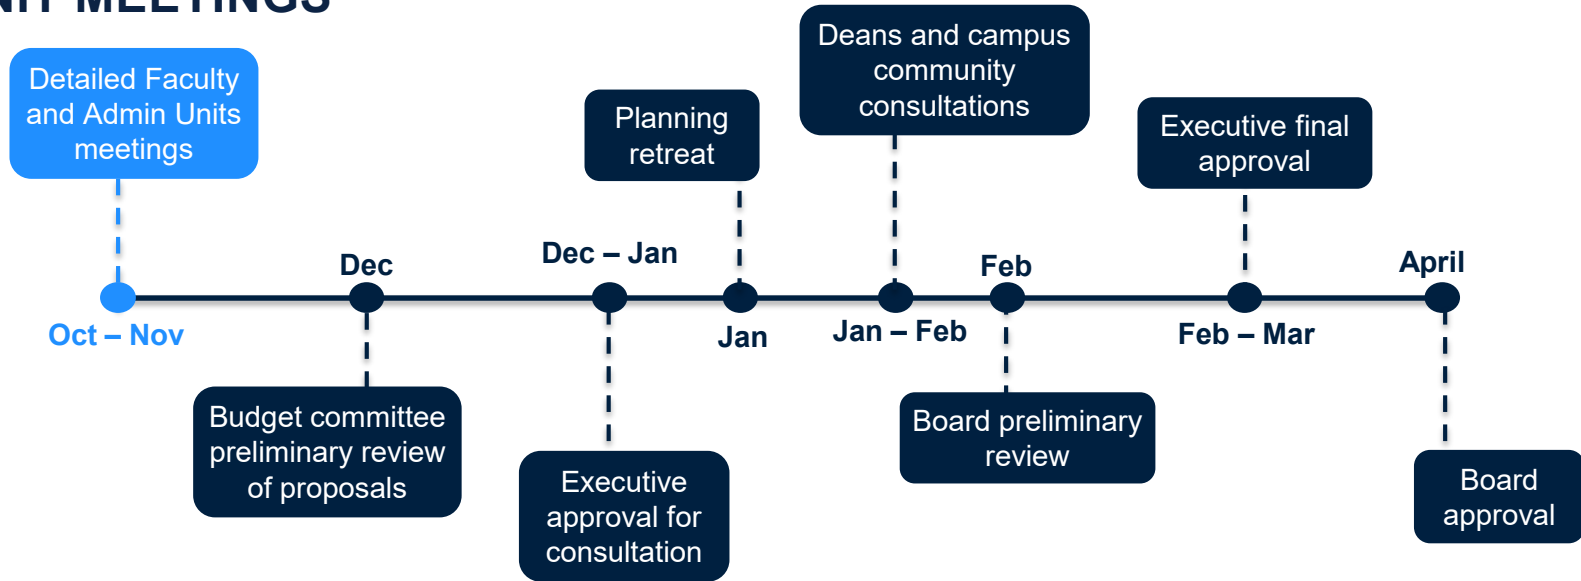 Detailed Faculty
and Admin Units
meetings
Oct – Nov
Dec
Budget committee
preliminary review
of proposals
Dec – Jan
Executive
approval for
consultation
Planning
retreat
Jan
Deans and campus
community
consultations
Jan – Feb
Feb
Board preliminary
review
Executive final
approval
Feb – Mar
April
Board
approval